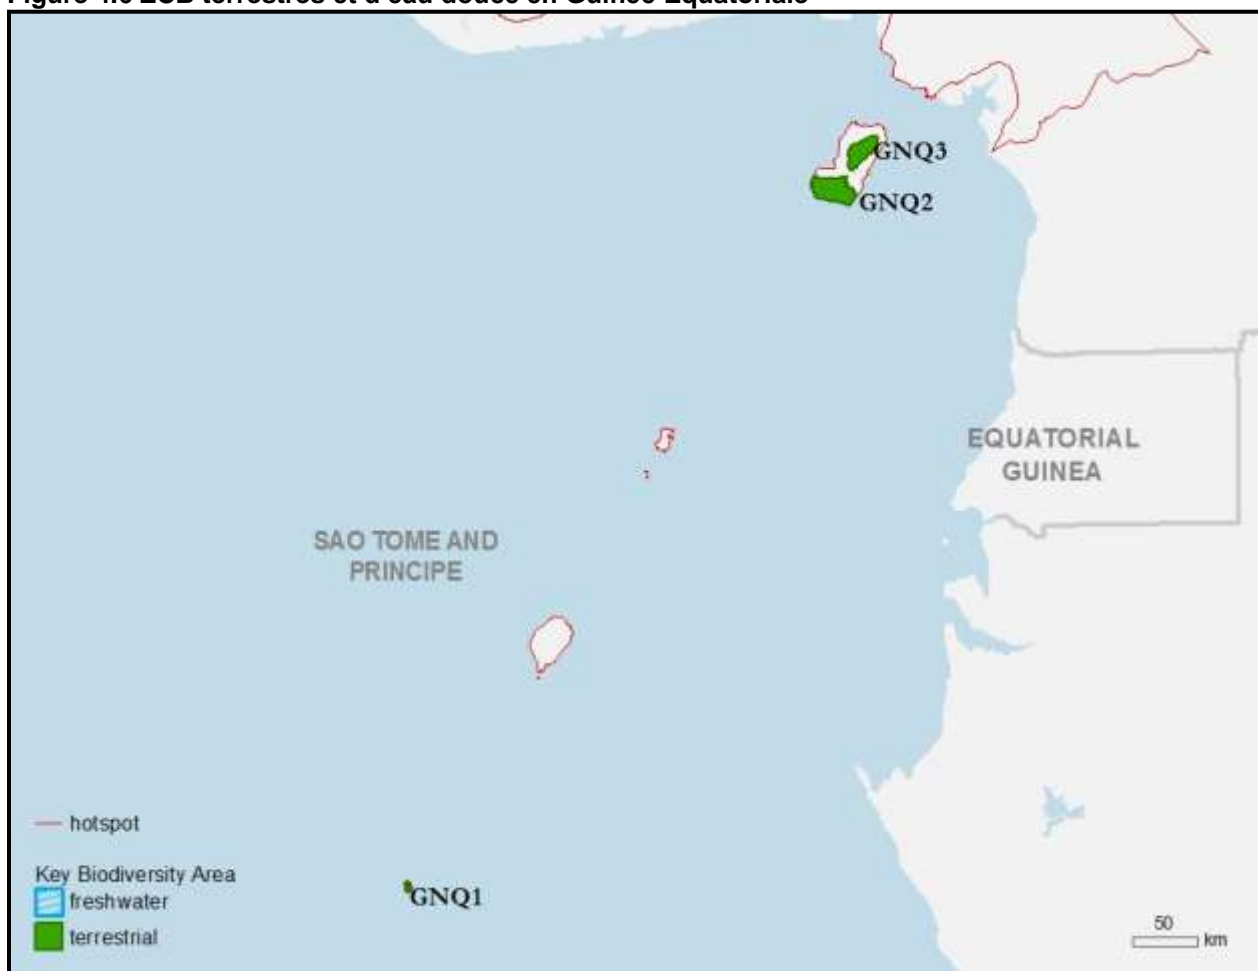 GNQ3
GNQ2
EQUATORIAL
GUINEA
SAO TOME AND
PRINCIPE
hotspot
Key Biodiversity Area
freshwater
terrestrial
GNQ1
50
km